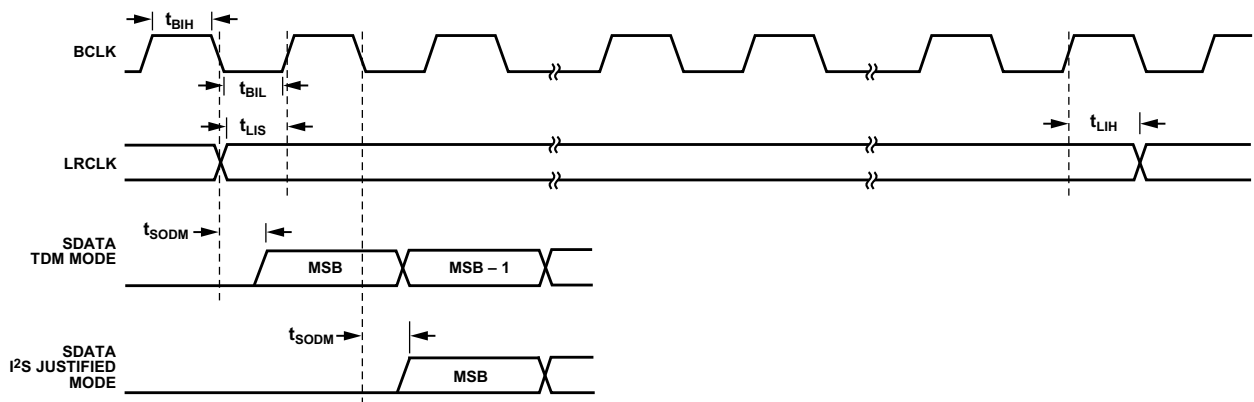 tBIH
BCLK
tBIL
tLIS
tLIH
LRCLK
tSODM
SDATA
TDM MODE
MSB
MSB – 1
tSODM
SDATA
I2S JUSTIFIED
MODE
MSB